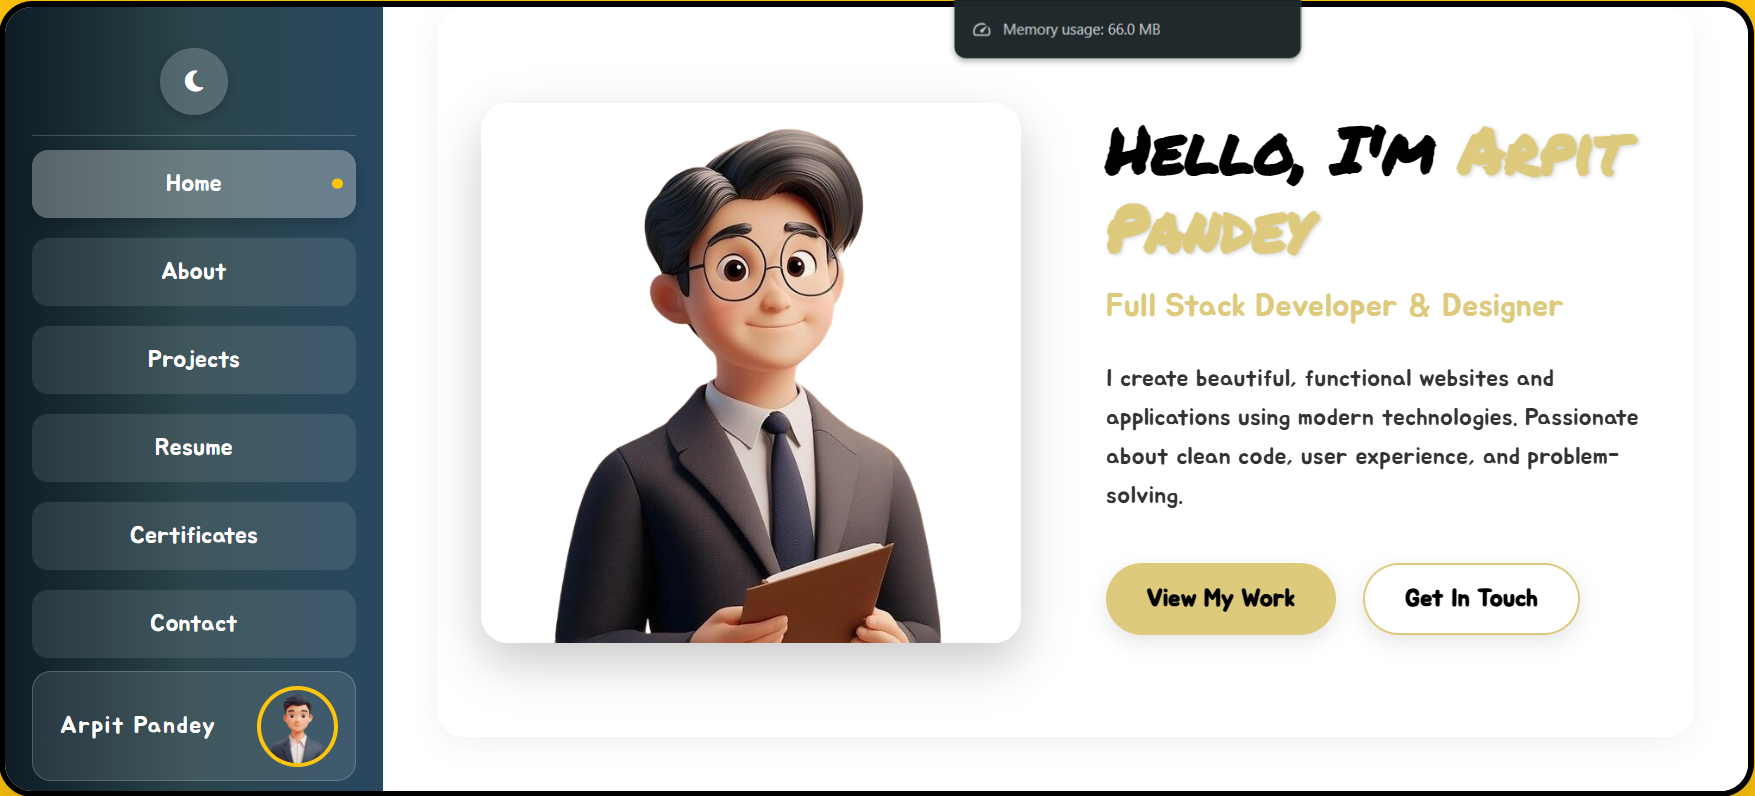 Memory usage: 66.0 MB
Home
About
Projects
Resume
Certificates
Contact
Arpit Pandey
Hello, I'm Arpit
Pandey
Full Stack Developer & Designer
I create beautiful, functional websites and
applications using modern technologies. Passionate
about clean code, user experience, and problem-
solving.
View My Work
Get In Touch